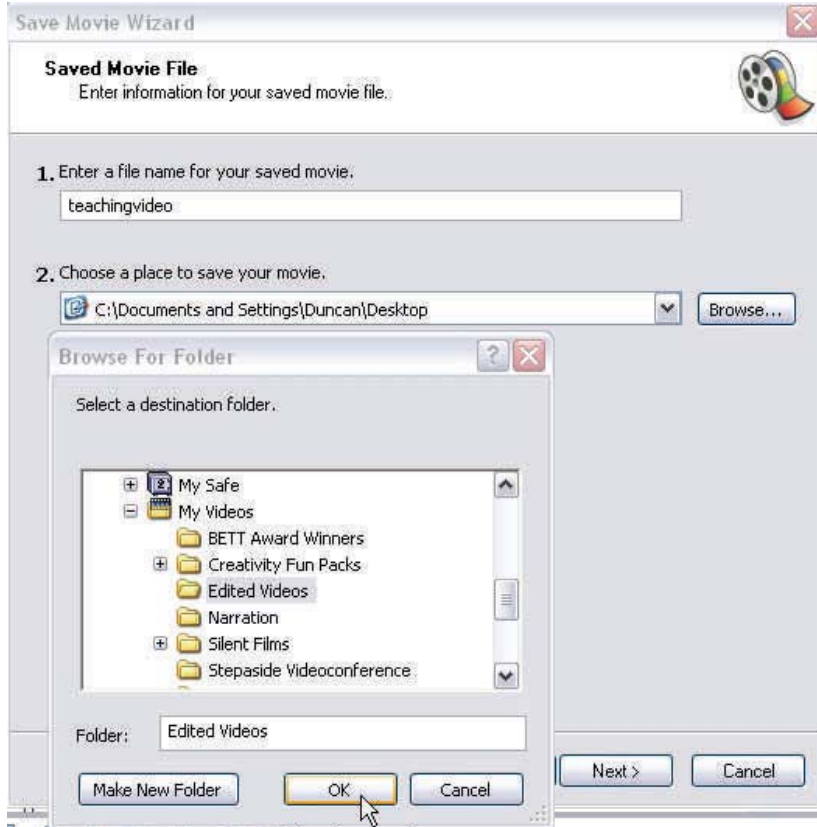 Save Movie Wizard
Saved Movie File
Enter information for your saved movie file.
1. Enter a file name for your saved movie.
teachingvideo
2. Choose a place to save your movie.
C:\Documents and Settings\Duncan\Desktop
Browse...
Browse For Folder
Select a destination folder.
My Safe
My Videos
BETT Award Winners
Creativity Fun Packs
Edited Videos
Narration
Silent Films
Stepaside Videoconference
Folder: Edited Videos
Next > Cancel
Make New Folder OK Cancel